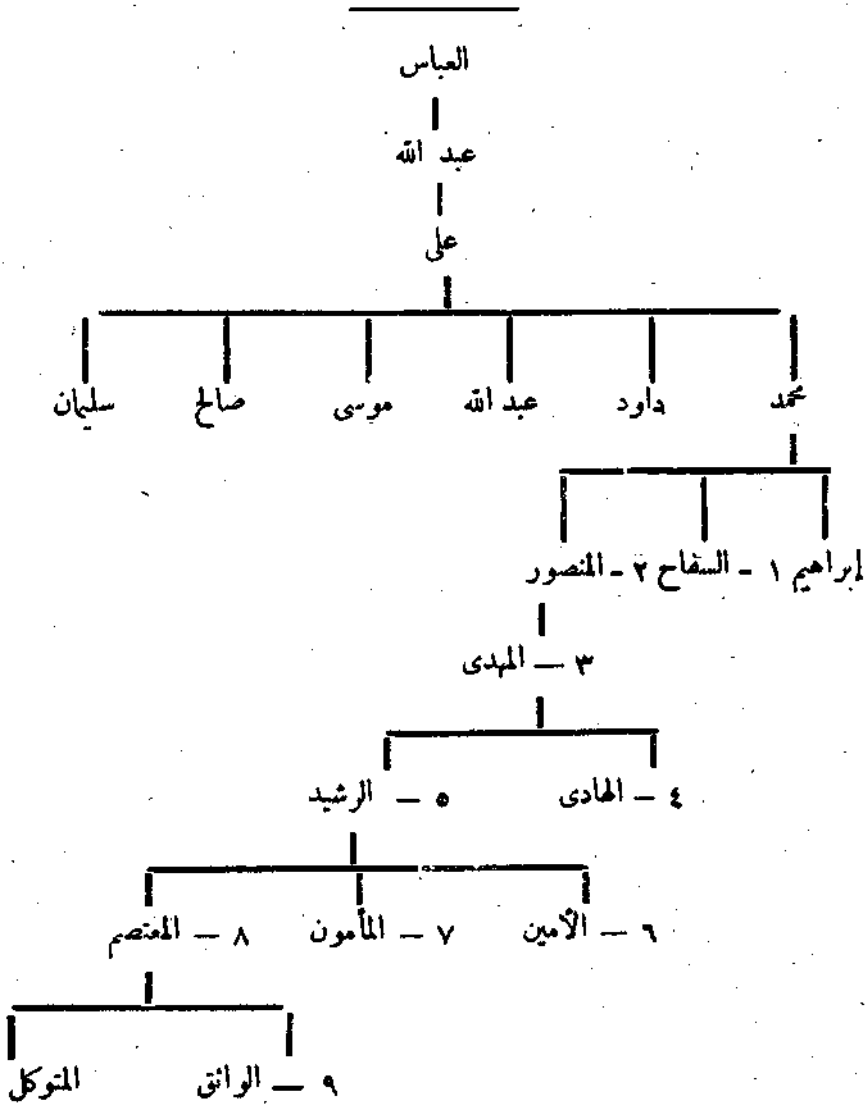 العباس
عبد الله
على
محمد داود عبد الله موسى صالح سليمان
إبراهيم ١ - السفاح ٢ - المنصور
٣ — المهدى
٤ — الهادى ٥ — الرشيد
٦ — الأمين ٧ — المأمون ٨ — المعتصم
٩ — الواثق المتوكل